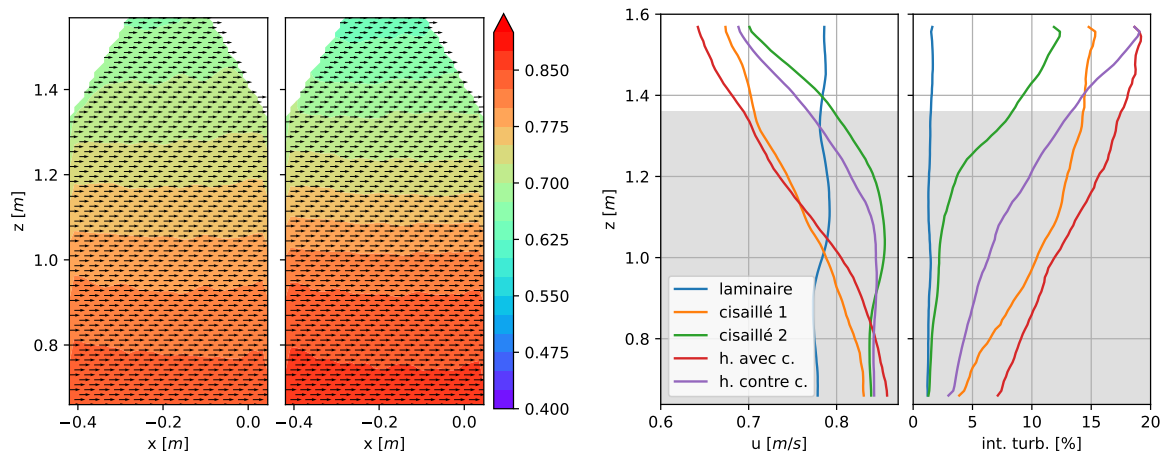 z [m]
1.4
1.2
1.0
0.8
−0.4 −0.2 0.0
x [m]
−0.4 −0.2 0.0
x [m]
0.850
0.775
0.700
0.625
0.550
0.475
0.400
z [m]
1.6
1.4
1.2
1.0
0.8
laminaire
cisaillé 1
cisaillé 2
h. avec c.
h. contre c.
0.6 0.7 0.8
u [m/s]
0 5 10 15 20
int. turb. [%]